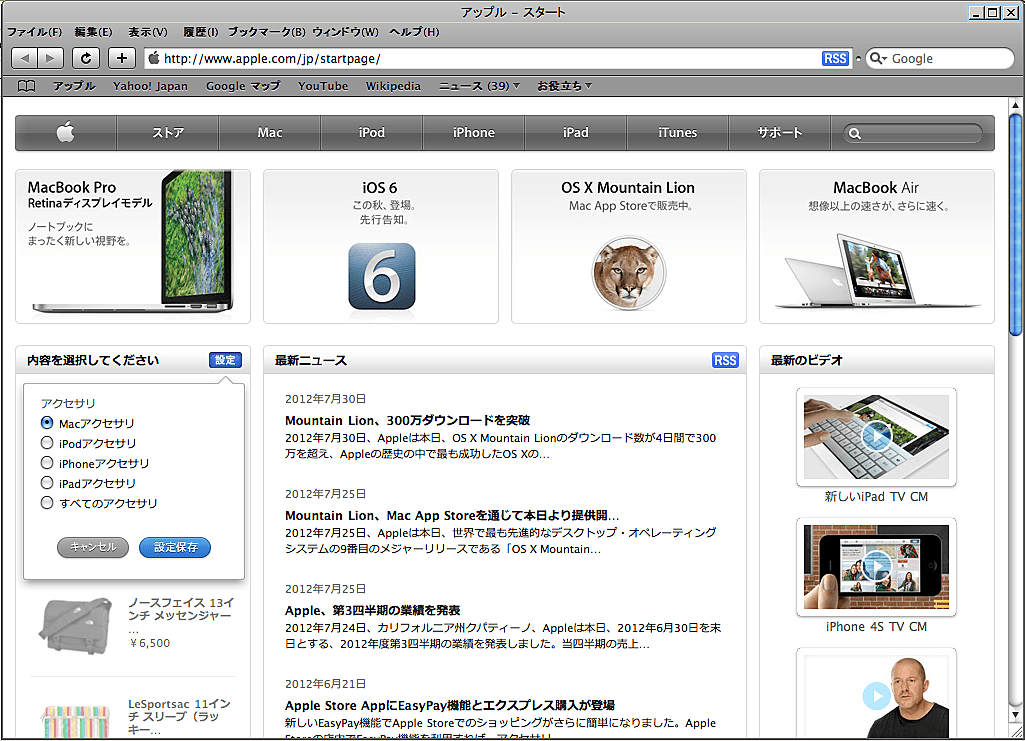 アップル – スタート
ファイル(F) 編集(E) 表示(V) 履歴(I) ブックマーク(B) ウィンドウ(W) ヘルプ(H)
http://www.apple.com/jp/startpage/ RSS Google
アップル Yahoo! Japan Google マップ YouTube Wikipedia ニュース (39)▼ お役立ち▼
ストア Mac iPod iPhone iPad iTunes サポート
MacBook Pro
Retinaディスプレイモデル
ノートブックに
まったく新しい視野を。
iOS 6
この秋、登場。
先行告知。
6
OS X Mountain Lion
Mac App Storeで販売中。
MacBook Air
想像以上の速さが、さらに速く。
内容を選択してください 設定
アクセサリ
Macアクセサリ
iPodアクセサリ
iPhoneアクセサリ
iPadアクセサリ
すべてのアクセサリ
キャンセル 設定保存
ノースフェイス 13イ
ンチ メッセンジャー
...
￥6,500
LeSportsac 11イン
チ スリーブ（ラッ
キー...
最新ニュース RSS
2012年7月30日
Mountain Lion、300万ダウンロードを突破
2012年7月30日、Appleは本日、OS X Mountain Lionのダウンロード数が4日間で300
万を超え、Appleの歴史の中で最も成功したOS Xの...
2012年7月25日
Mountain Lion、Mac App Storeを通じて本日より提供開...
2012年7月25日、Appleは本日、世界で最も先進的なデスクトップ・オペレーティング
システムの9番目のメジャーリリースである「OS X Mountain...
2012年7月25日
Apple、第3四半期の業績を発表
2012年7月24日、カリフォルニア州クパティーノ、Appleは本日、2012年6月30日を末
日とする、2012年度第3四半期の業績を発表しました。当四半期の売上...
2012年6月21日
Apple Store AppにEasyPay機能とエクスプレス購入が登場
新しいEasyPay機能でApple Storeでのショッピングがさらに簡単になりました。Apple
Storeの店内でEasyPay機能を利用すれば、アクセサリ...
最新のビデオ
新しいiPad TV CM
iPhone 4S TV CM